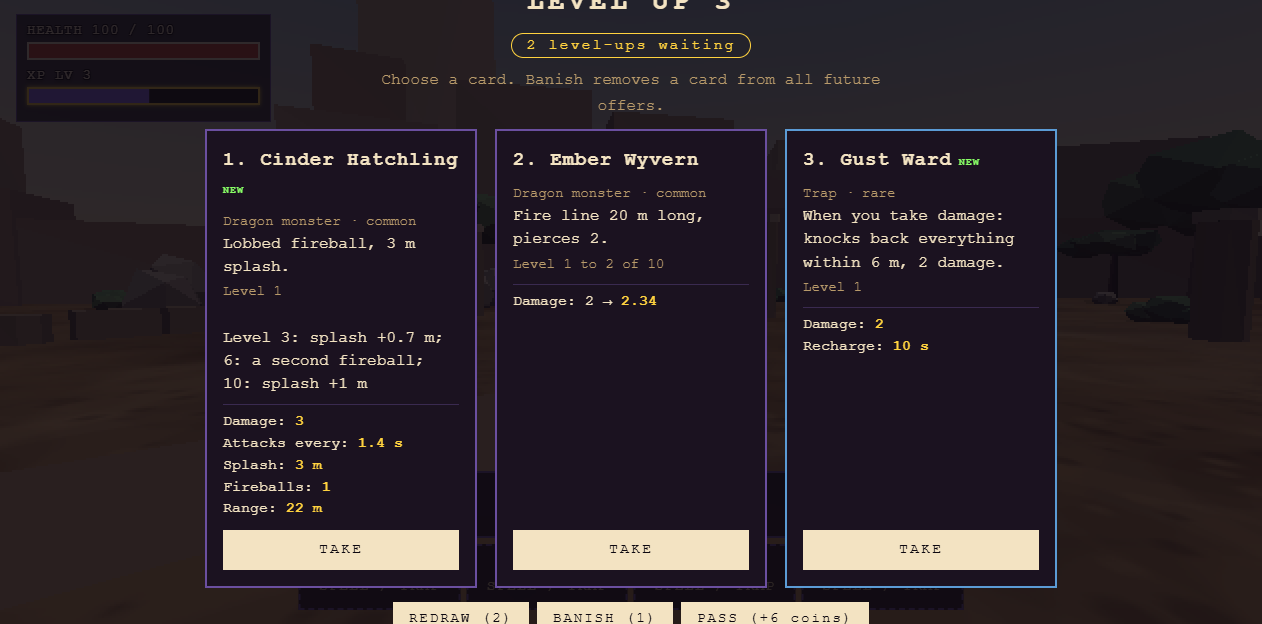 LEVEL UP 3
HEALTH 100 / 100
2 level-ups waiting
XP LV 3
Choose a card. Banish removes a card from all future
offers.
1. Cinder Hatchling
NEW
Dragon monster · common
Lobbed fireball, 3 m
splash.
Level 1
Level 3: splash +0.7 m;
6: a second fireball;
10: splash +1 m
Damage: 3
Attacks every: 1.4 s
Splash: 3 m
Fireballs: 1
Range: 22 m
TAKE
2. Ember Wyvern
Dragon monster · common
Fire line 20 m long,
pierces 2.
Level 1 to 2 of 10
Damage: 2 → 2.34
TAKE
3. Gust Ward NEW
Trap · rare
When you take damage:
knocks back everything
within 6 m, 2 damage.
Level 1
Damage: 2
Recharge: 10 s
TAKE
REDRAW (2)
BANISH (1)
PASS (+6 coins)